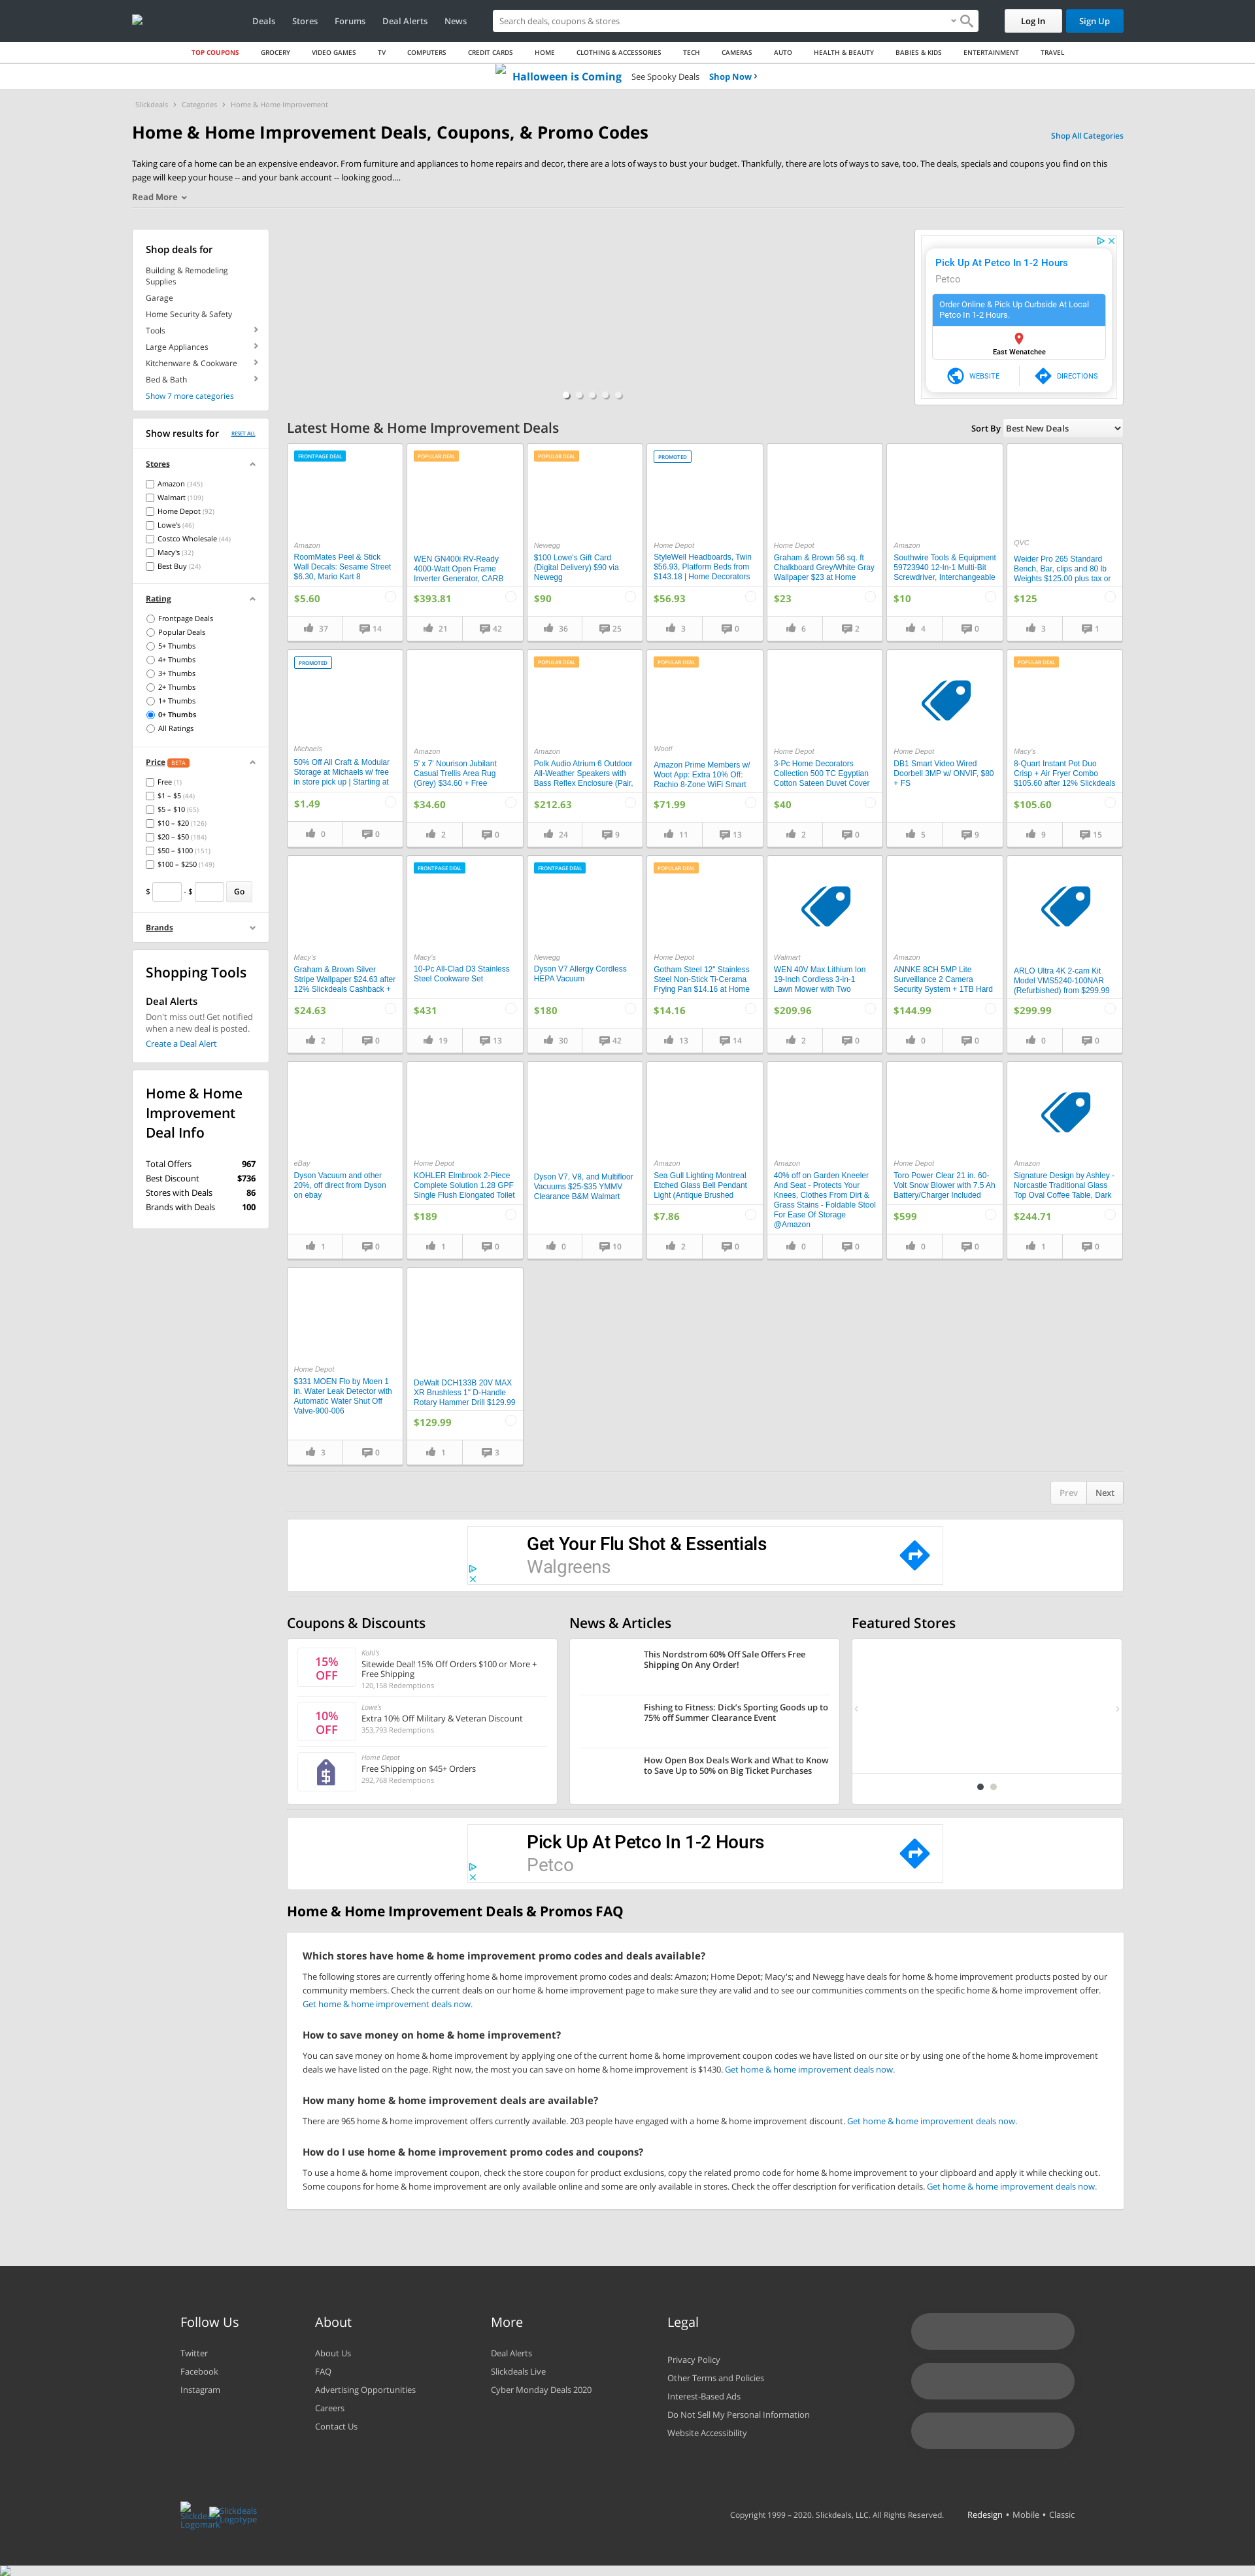 Deals Stores Forums Deal Alerts News
Search deals, coupons & stores
Log In Sign Up
TOP COUPONS GROCERY VIDEO GAMES TV COMPUTERS CREDIT CARDS HOME CLOTHING & ACCESSORIES TECH CAMERAS AUTO HEALTH & BEAUTY BABIES & KIDS ENTERTAINMENT TRAVEL
Halloween is Coming See Spooky Deals Shop Now
Slickdeals › Categories › Home & Home Improvement
Home & Home Improvement Deals, Coupons, & Promo Codes
Shop All Categories
Taking care of a home can be an expensive endeavor. From furniture and appliances to home repairs and decor, there are a lots of ways to bust your budget. Thankfully, there are lots of ways to save, too. The deals, specials and coupons you find on this
page will keep your house -- and your bank account -- looking good....
Read More
Shop deals for
Building & Remodeling
Supplies
Garage
Home Security & Safety
Tools
Large Appliances
Kitchenware & Cookware
Bed & Bath
Show 7 more categories
Pick Up At Petco In 1-2 Hours
Petco
Order Online & Pick Up Curbside At Local
Petco In 1-2 Hours.
East Wenatchee
WEBSITE DIRECTIONS
Show results for RESET ALL
Stores
Amazon (345)
Walmart (109)
Home Depot (92)
Lowe's (46)
Costco Wholesale (44)
Macy's (32)
Best Buy (24)
Rating
Frontpage Deals
Popular Deals
5+ Thumbs
4+ Thumbs
3+ Thumbs
2+ Thumbs
1+ Thumbs
0+ Thumbs
All Ratings
Price BETA
Free (1)
$1 – $5 (44)
$5 – $10 (65)
$10 – $20 (126)
$20 – $50 (184)
$50 – $100 (151)
$100 – $250 (149)
$ - $ Go
Brands
Shopping Tools
Deal Alerts
Don't miss out! Get notified
when a new deal is posted.
Create a Deal Alert
Home & Home
Improvement
Deal Info
Total Offers 967
Best Discount $736
Stores with Deals 86
Brands with Deals 100
Latest Home & Home Improvement Deals
Sort By Best New Deals
FRONTPAGE DEAL
Amazon
RoomMates Peel & Stick
Wall Decals: Sesame Street
$6.30, Mario Kart 8
$5.60
37 14
POPULAR DEAL
WEN GN400i RV-Ready
4000-Watt Open Frame
Inverter Generator, CARB
$393.81
21 42
POPULAR DEAL
Newegg
$100 Lowe's Gift Card
(Digital Delivery) $90 via
Newegg
$90
36 25
PROMOTED
Home Depot
StyleWell Headboards, Twin
$56.93, Platform Beds from
$143.18 | Home Decorators
$56.93
3 0
Home Depot
Graham & Brown 56 sq. ft
Chalkboard Grey/White Gray
Wallpaper $23 at Home
$23
6 2
Amazon
Southwire Tools & Equipment
59723940 12-In-1 Multi-Bit
Screwdriver, Interchangeable
$10
4 0
QVC
Weider Pro 265 Standard
Bench, Bar, clips and 80 lb
Weights $125.00 plus tax or
$125
3 1
PROMOTED
Michaels
50% Off All Craft & Modular
Storage at Michaels w/ free
in store pick up | Starting at
$1.49
0 0
Amazon
5' x 7' Nourison Jubilant
Casual Trellis Area Rug
(Grey) $34.60 + Free
$34.60
2 0
POPULAR DEAL
Amazon
Polk Audio Atrium 6 Outdoor
All-Weather Speakers with
Bass Reflex Enclosure (Pair,
$212.63
24 9
POPULAR DEAL
Woot!
Amazon Prime Members w/
Woot App: Extra 10% Off:
Rachio 8-Zone WiFi Smart
$71.99
11 13
Home Depot
3-Pc Home Decorators
Collection 500 TC Egyptian
Cotton Sateen Duvet Cover
$40
2 0
Home Depot
DB1 Smart Video Wired
Doorbell 3MP w/ ONVIF, $80
+ FS
5 9
POPULAR DEAL
Macy's
8-Quart Instant Pot Duo
Crisp + Air Fryer Combo
$105.60 after 12% Slickdeals
$105.60
9 15
Macy's
Graham & Brown Silver
Stripe Wallpaper $24.63 after
12% Slickdeals Cashback +
$24.63
2 0
FRONTPAGE DEAL
Macy's
10-Pc All-Clad D3 Stainless
Steel Cookware Set
$431
19 13
FRONTPAGE DEAL
Newegg
Dyson V7 Allergy Cordless
HEPA Vacuum
$180
30 42
POPULAR DEAL
Home Depot
Gotham Steel 12" Stainless
Steel Non-Stick Ti-Cerama
Frying Pan $14.16 at Home
$14.16
13 14
Walmart
WEN 40V Max Lithium Ion
19-Inch Cordless 3-in-1
Lawn Mower with Two
$209.96
2 0
Amazon
ANNKE 8CH 5MP Lite
Surveillance 2 Camera
Security System + 1TB Hard
$144.99
0 0
ARLO Ultra 4K 2-cam Kit
Model VMS5240-100NAR
(Refurbished) from $299.99
$299.99
0 0
eBay
Dyson Vacuum and other
20%, off direct from Dyson
on ebay
1 0
Home Depot
KOHLER Elmbrook 2-Piece
Complete Solution 1.28 GPF
Single Flush Elongated Toilet
$189
1 0
Dyson V7, V8, and Multifloor
Vacuums $25-$35 YMMV
Clearance B&M Walmart
0 10
Amazon
Sea Gull Lighting Montreal
Etched Glass Bell Pendant
Light (Antique Brushed
$7.86
2 0
Amazon
40% off on Garden Kneeler
And Seat - Protects Your
Knees, Clothes From Dirt &
Grass Stains - Foldable Stool
For Ease Of Storage
@Amazon
0 0
Home Depot
Toro Power Clear 21 in. 60-
Volt Snow Blower with 7.5 Ah
Battery/Charger Included
$599
0 0
Amazon
Signature Design by Ashley -
Norcastle Traditional Glass
Top Oval Coffee Table, Dark
$244.71
1 0
Home Depot
$331 MOEN Flo by Moen 1
in. Water Leak Detector with
Automatic Water Shut Off
Valve-900-006
3 0
DeWalt DCH133B 20V MAX
XR Brushless 1" D-Handle
Rotary Hammer Drill $129.99
$129.99
1 3
Prev Next
Get Your Flu Shot & Essentials
Walgreens
Coupons & Discounts
15%
OFF
Kohl's
Sitewide Deal! 15% Off Orders $100 or More +
Free Shipping
120,158 Redemptions
10%
OFF
Lowe's
Extra 10% Off Military & Veteran Discount
353,793 Redemptions
Home Depot
Free Shipping on $45+ Orders
292,768 Redemptions
News & Articles
This Nordstrom 60% Off Sale Offers Free
Shipping On Any Order!
Fishing to Fitness: Dick's Sporting Goods up to
75% off Summer Clearance Event
How Open Box Deals Work and What to Know
to Save Up to 50% on Big Ticket Purchases
Featured Stores
Pick Up At Petco In 1-2 Hours
Petco
Home & Home Improvement Deals & Promos FAQ
Which stores have home & home improvement promo codes and deals available?
The following stores are currently offering home & home improvement promo codes and deals: Amazon; Home Depot; Macy's; and Newegg have deals for home & home improvement products posted by our
community members. Check the current deals on our home & home improvement page to make sure they are valid and to see our communities comments on the specific home & home improvement offer.
Get home & home improvement deals now.
How to save money on home & home improvement?
You can save money on home & home improvement by applying one of the current home & home improvement coupon codes we have listed on our site or by using one of the home & home improvement
deals we have listed on the page. Right now, the most you can save on home & home improvement is $1430. Get home & home improvement deals now.
How many home & home improvement deals are available?
There are 965 home & home improvement offers currently available. 203 people have engaged with a home & home improvement discount. Get home & home improvement deals now.
How do I use home & home improvement promo codes and coupons?
To use a home & home improvement coupon, check the store coupon for product exclusions, copy the related promo code for home & home improvement to your clipboard and apply it while checking out.
Some coupons for home & home improvement are only available online and some are only available in stores. Check the offer description for verification details. Get home & home improvement deals now.
Follow Us
Twitter
Facebook
Instagram
About
About Us
FAQ
Advertising Opportunities
Careers
Contact Us
More
Deal Alerts
Slickdeals Live
Cyber Monday Deals 2020
Legal
Privacy Policy
Other Terms and Policies
Interest-Based Ads
Do Not Sell My Personal Information
Website Accessibility
Slickdeals
Logomark
Slickdeals
Logotype
Copyright 1999 – 2020. Slickdeals, LLC. All Rights Reserved. Redesign • Mobile • Classic